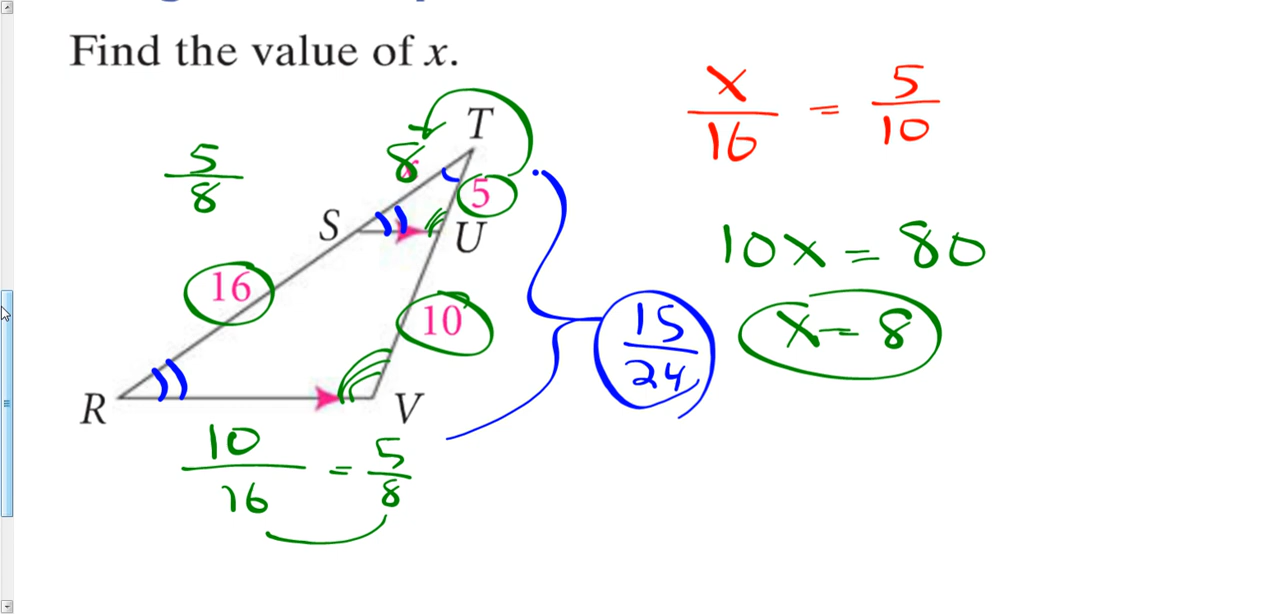 Find the value of x.
x/16 = 5/10
T
8
5/8
5
S
U
10x = 80
16
10
15/24
x = 8
R
V
10/16 = 5/8